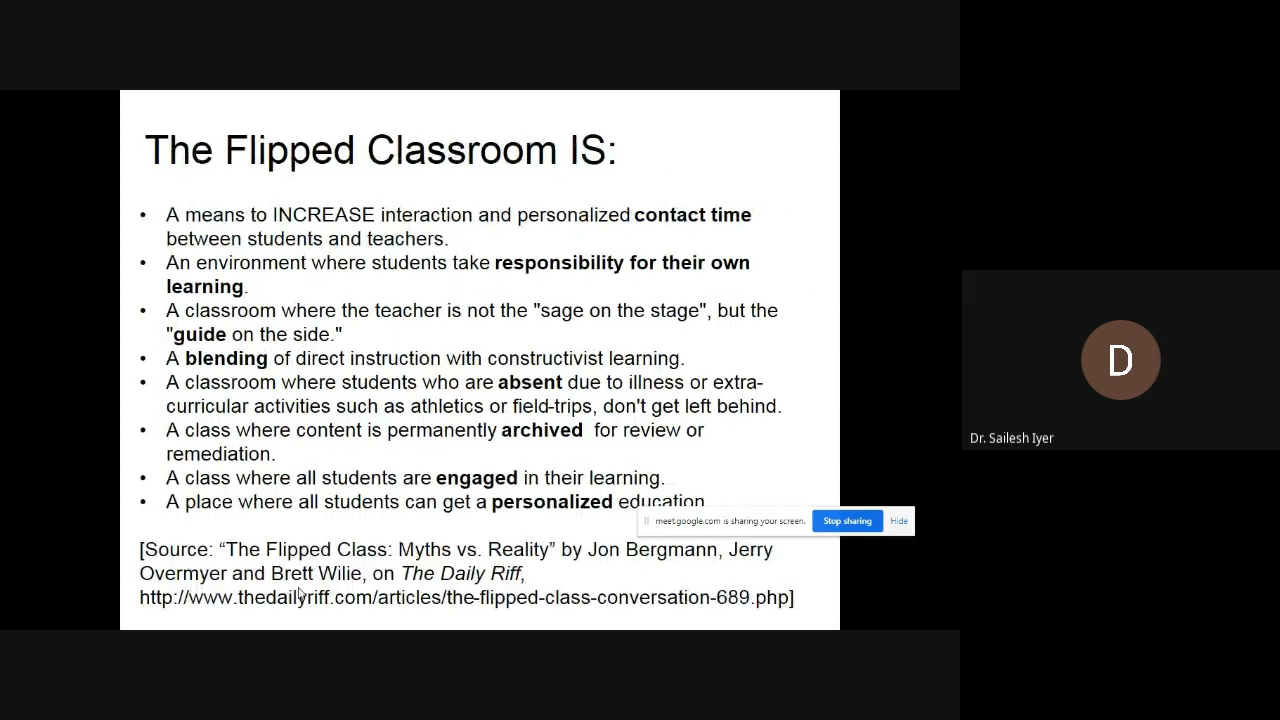 The Flipped Classroom IS:
• A means to INCREASE interaction and personalized contact time
between students and teachers.
• An environment where students take responsibility for their own
learning.
• A classroom where the teacher is not the "sage on the stage", but the
"guide on the side."
• A blending of direct instruction with constructivist learning.
• A classroom where students who are absent due to illness or extra-
curricular activities such as athletics or field-trips, don't get left behind.
• A class where content is permanently archived for review or
remediation.
• A class where all students are engaged in their learning.
• A place where all students can get a personalized education
meet.google.com is sharing your screen. Stop sharing Hide
[Source: “The Flipped Class: Myths vs. Reality” by Jon Bergmann, Jerry
Overmyer and Brett Wilie, on The Daily Riff,
http://www.thedailyriff.com/articles/the-flipped-class-conversation-689.php]
D
Dr. Sailesh Iyer